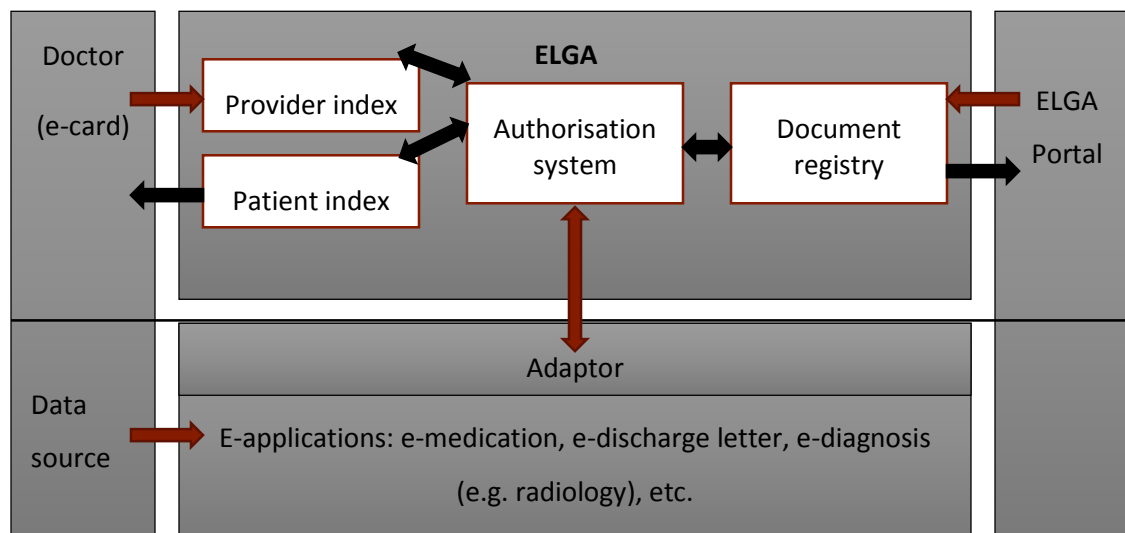 Doctor
(e-card)
ELGA
Provider index
Patient index
Authorisation
system
Document
registry
ELGA
Portal
Adaptor
Data
source
E-applications: e-medication, e-discharge letter, e-diagnosis
(e.g. radiology), etc.